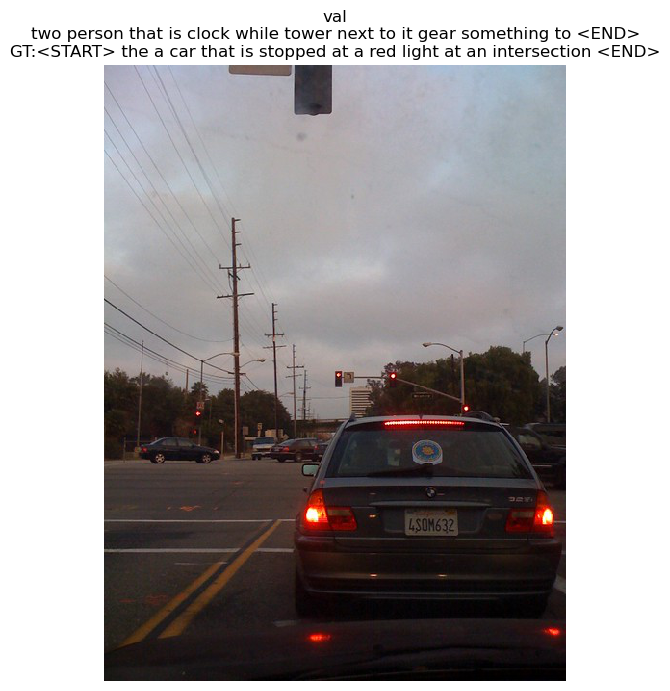 val
two person that is clock while tower next to it gear something to <END>
GT:<START> the a car that is stopped at a red light at an intersection <END>
325i
4SOM632